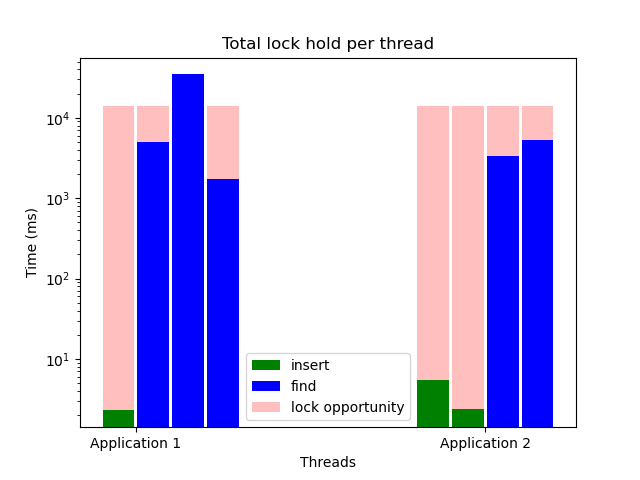 Total lock hold per thread
Time (ms)
10^4
10^3
10^2
10^1
insert
find
lock opportunity
Application 1
Application 2
Threads